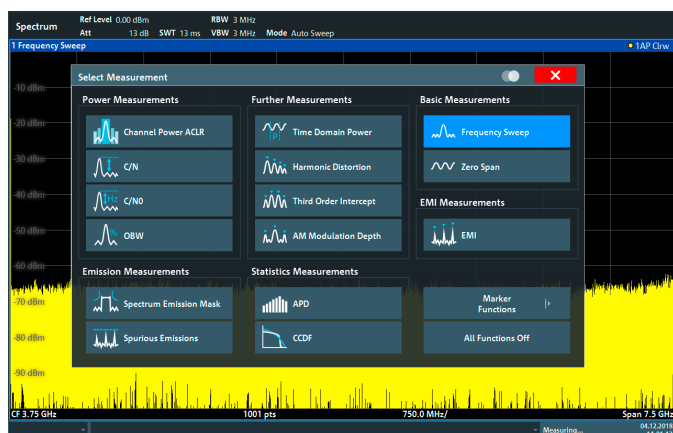 Spectrum
Ref Level 0.00 dBm RBW 3 MHz
Att 13 dB SWT 13 ms VBW 3 MHz Mode Auto Sweep
1 Frequency Sweep 1AP Clrw
Select Measurement
Power Measurements Further Measurements Basic Measurements
Channel Power ACLR Time Domain Power Frequency Sweep
C/N Harmonic Distortion Zero Span
C/N0 Third Order Intercept EMI Measurements
OBW AM Modulation Depth EMI
Emission Measurements Statistics Measurements
Spectrum Emission Mask APD Marker
Functions
Spurious Emissions CCDF All Functions Off
-10 dBm
-20 dBm
-30 dBm
-40 dBm
-50 dBm
-60 dBm
-70 dBm
-80 dBm
-90 dBm
CF 3.75 GHz 1001 pts 750.0 MHz/ Span 7.5 GHz
Measuring... 04.12.2018